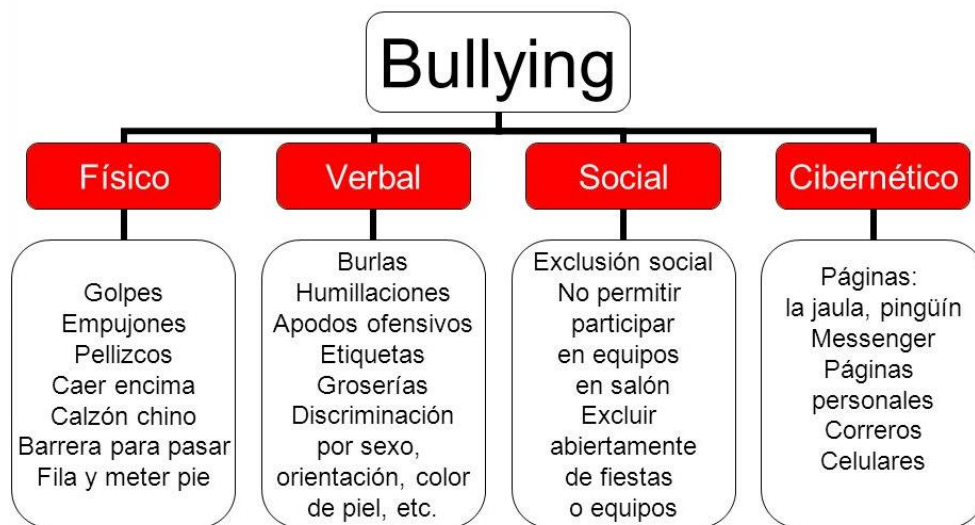 Bullying
Físico
Golpes
Empujones
Pellizcos
Caer encima
Calzón chino
Barrera para pasar
Fila y meter pie
Verbal
Burlas
Humillaciones
Apodos ofensivos
Etiquetas
Groserías
Discriminación
por sexo,
orientación, color
de piel, etc.
Social
Exclusión social
No permitir
participar
en equipos
en salón
Excluir
abiertamente
de fiestas
o equipos
Cibernético
Páginas:
la jaula, pingüín
Messenger
Páginas
personales
Correros
Celulares